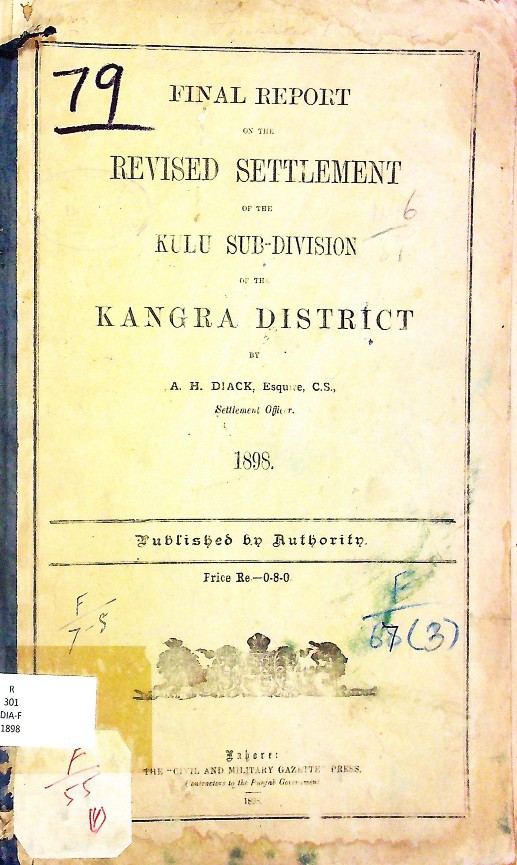 79
FINAL REPORT
ON THE
REVISED SETTLEMENT
OF THE
6
KULU SUB-DIVISION
OF THE
KANGRA DISTRICT
BY
A. H. DIACK, Esquire, C.S.,
Settlement Officer.
1898.
Published by Authority.
Price Re.—0-8-0
F
7-5
F
67(3)
R
301
DIA-F
1898
F
55
Lahore:
THE "CIVIL AND MILITARY GAZETTE" PRESS,
Contractors to the Punjab Government
1898.